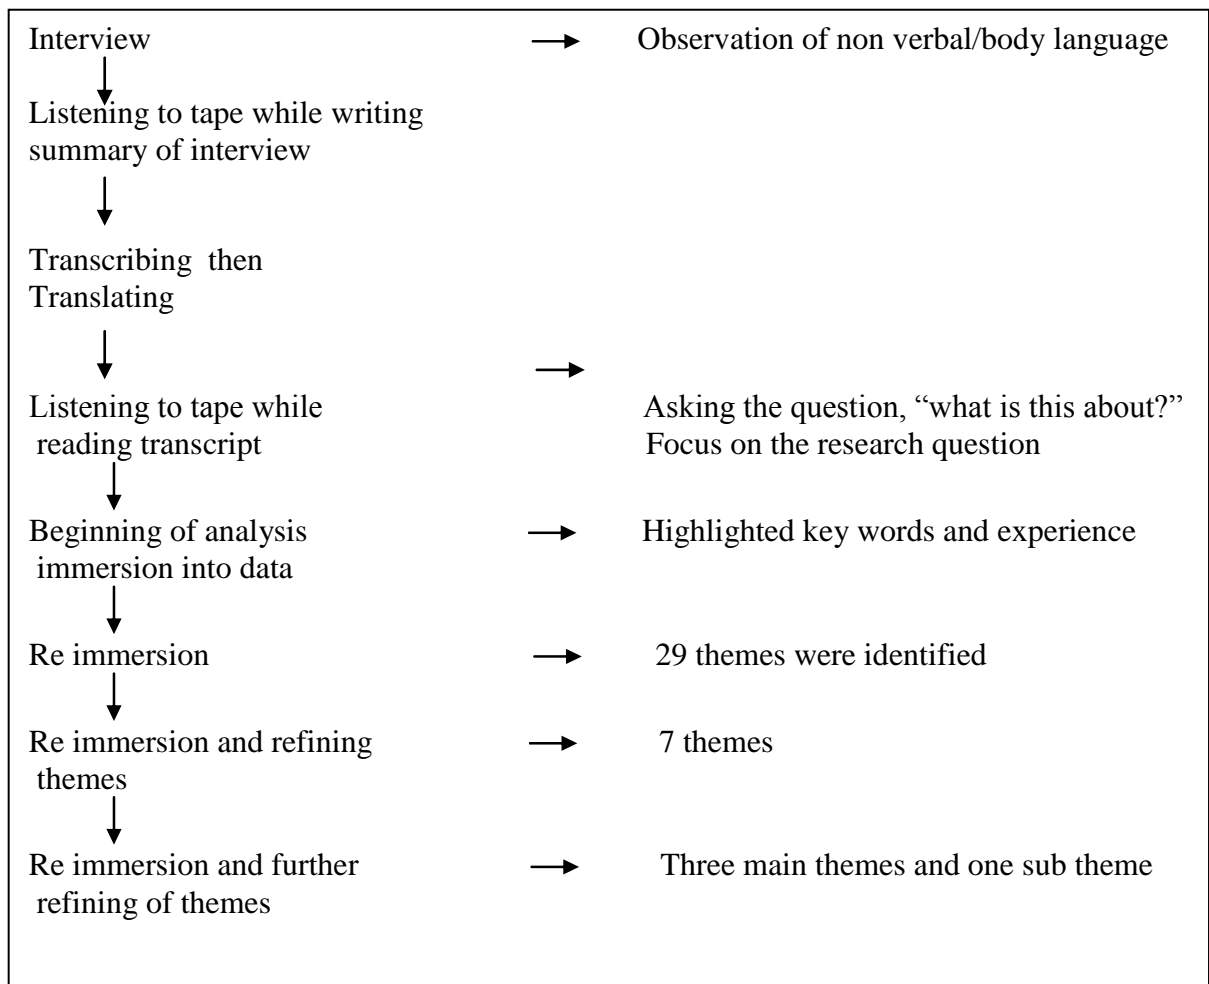 Interview
Observation of non verbal/body language
Listening to tape while writing
summary of interview
Transcribing then
Translating
Listening to tape while
reading transcript
Asking the question, “what is this about?”
Focus on the research question
Beginning of analysis
immersion into data
Highlighted key words and experience
Re immersion
29 themes were identified
Re immersion and refining
themes
7 themes
Re immersion and further
refining of themes
Three main themes and one sub theme